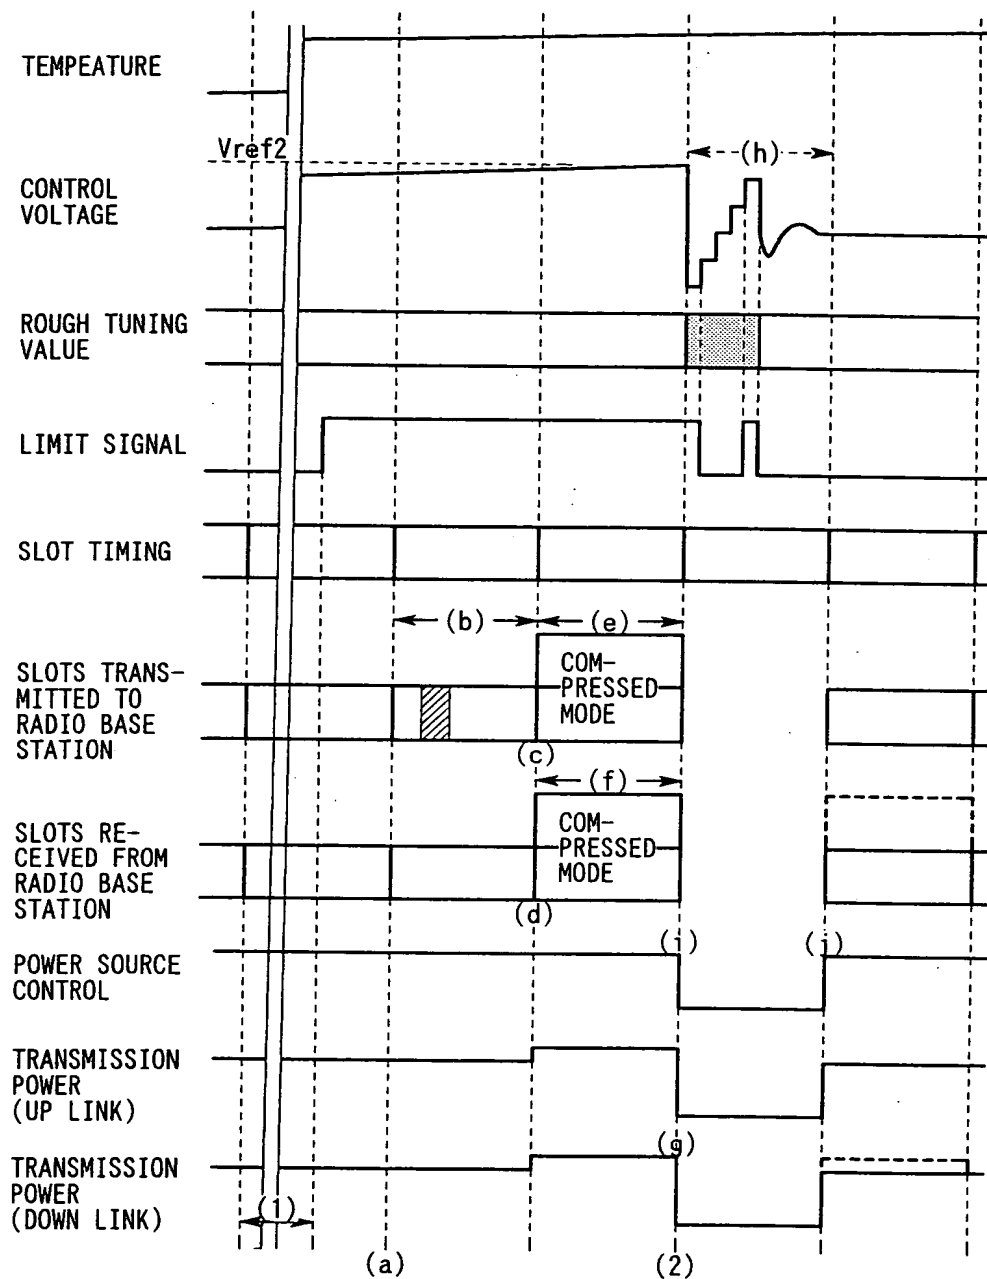 TEMPEATURE
Vref2
(h)
CONTROL
VOLTAGE
ROUGH TUNING
VALUE
LIMIT SIGNAL
SLOT TIMING
(b)
(e)
SLOTS TRANS-
MITTED TO
RADIO BASE
STATION
COM-
PRESSED
MODE
(c)
(f)
SLOTS RE-
CEIVED FROM
RADIO BASE
STATION
COM-
PRESSED
MODE
(d)
(i)
(j)
POWER SOURCE
CONTROL
TRANSMISSION
POWER
(UP LINK)
(g)
TRANSMISSION
POWER
(DOWN LINK)
(1)
(a)
(2)